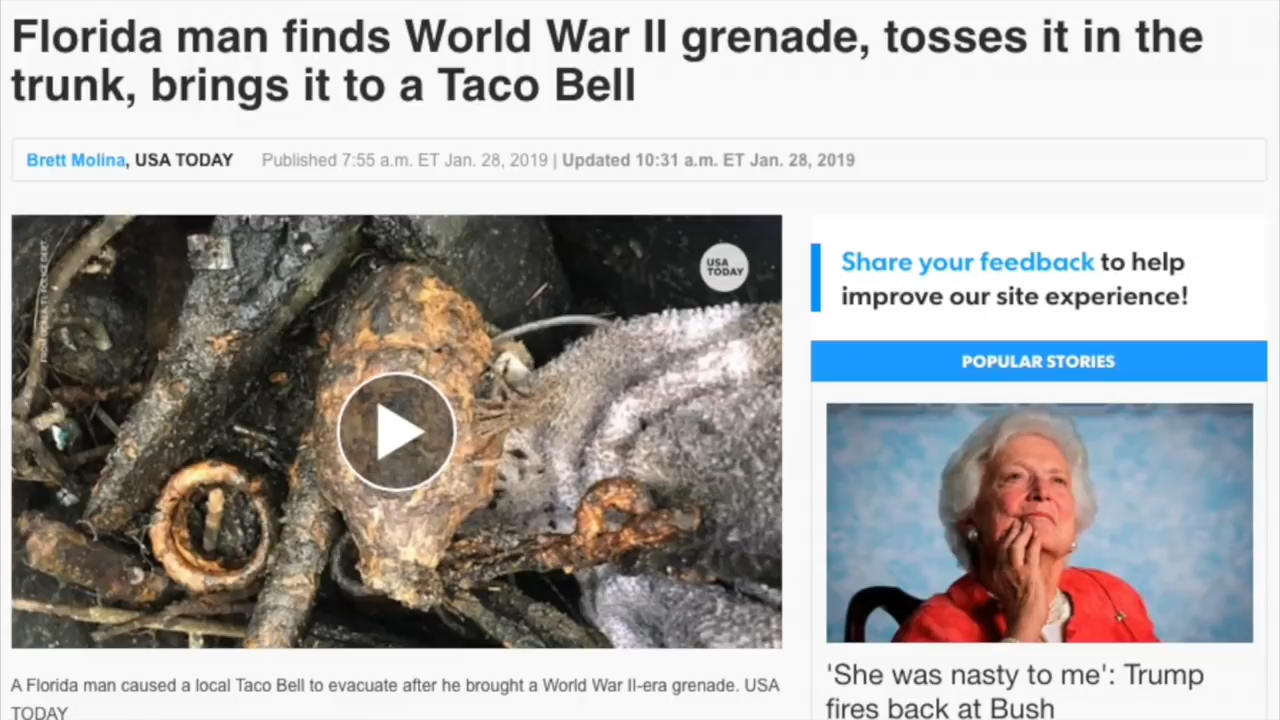 Florida man finds World War II grenade, tosses it in the
trunk, brings it to a Taco Bell
Brett Molina, USA TODAY Published 7:55 a.m. ET Jan. 28, 2019 | Updated 10:31 a.m. ET Jan. 28, 2019
USA
TODAY
A Florida man caused a local Taco Bell to evacuate after he brought a World War II-era grenade. USA
TODAY
Share your feedback to help
improve our site experience!
POPULAR STORIES
'She was nasty to me': Trump
fires back at Bush